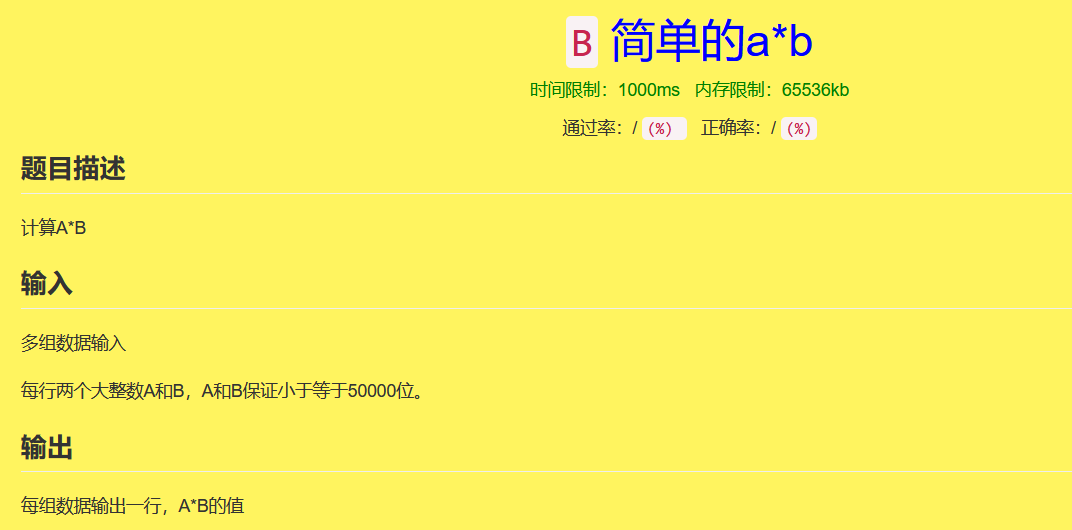 B 简单的a*b
时间限制：1000ms 内存限制：65536kb
通过率：/ (%) 正确率：/ (%)
题目描述
计算A*B
输入
多组数据输入
每行两个大整数A和B，A和B保证小于等于50000位。
输出
每组数据输出一行，A*B的值